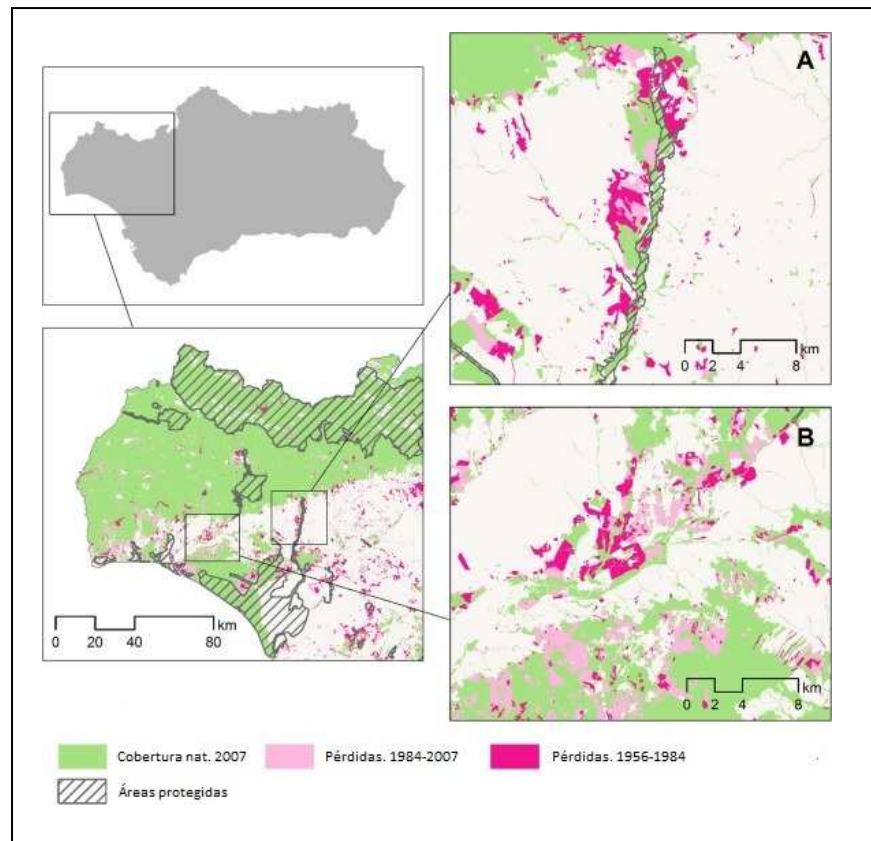 A
0 2 4 8
km
0 20 40 80
km
B
0 2 4 8
km
Cobertura nat. 2007
Pérdidas. 1984-2007
Pérdidas. 1956-1984
Áreas protegidas